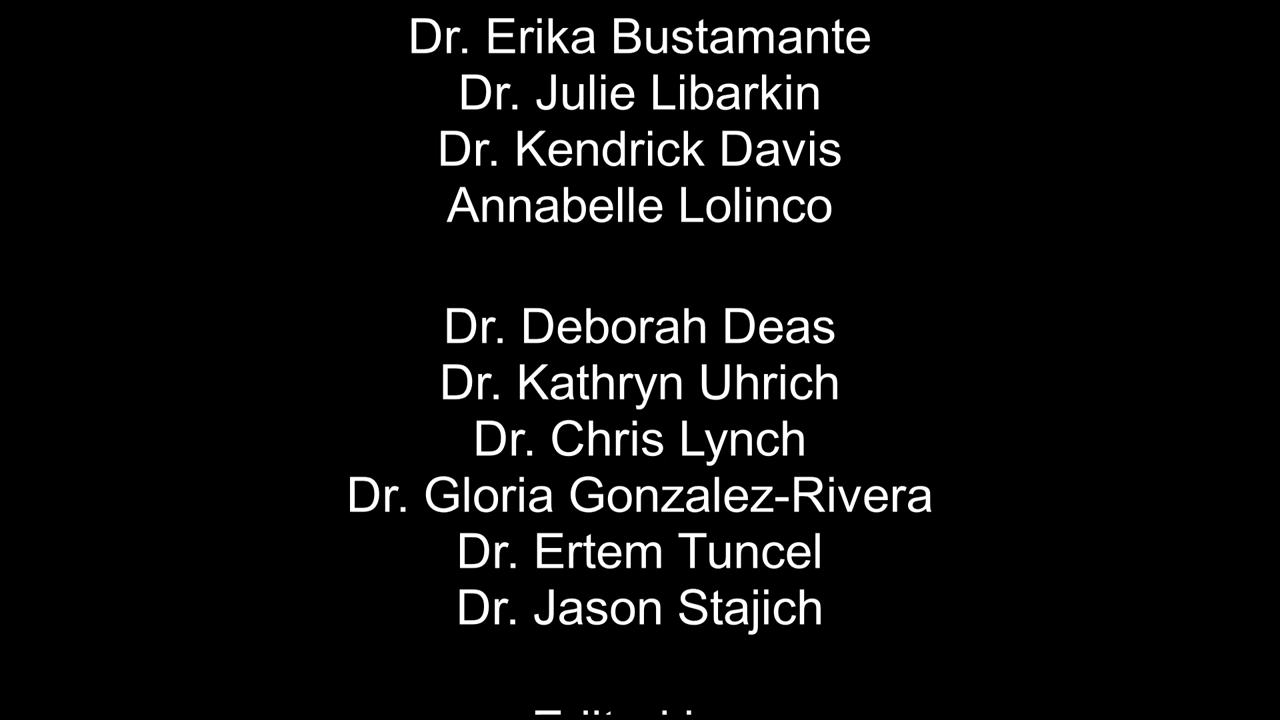 Dr. Erika Bustamante
Dr. Julie Libarkin
Dr. Kendrick Davis
Annabelle Lolinco
Dr. Deborah Deas
Dr. Kathryn Uhrich
Dr. Chris Lynch
Dr. Gloria Gonzalez-Rivera
Dr. Ertem Tuncel
Dr. Jason Stajich